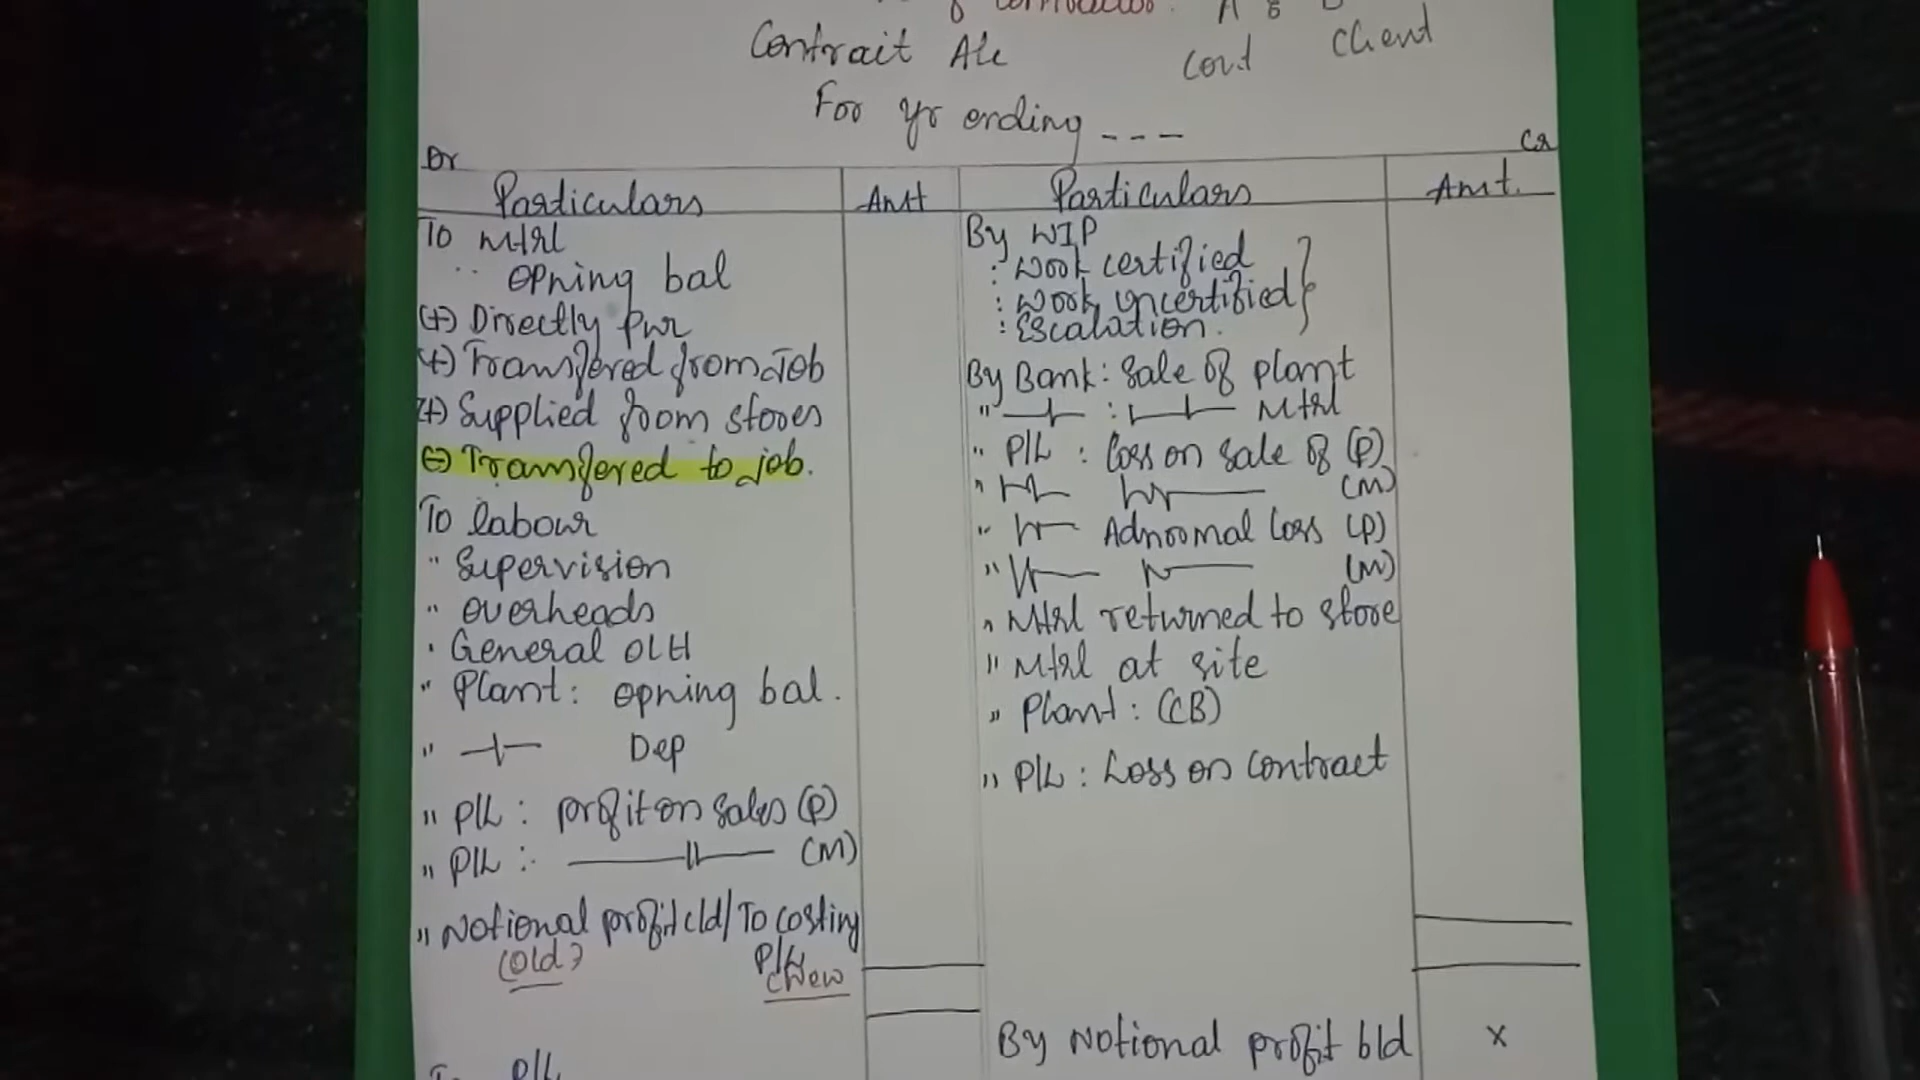 Contrait A/c
cost
Client
For yr ending ---
Dr
Cr
Particulars
Amt
Particulars
Amt.
To Mtrl
opning bal
(+) Directly Pur
(+) Transfered from Job
(+) Supplied from stores
(-) Transfered to job.
To labour
" Supervision
" overheads
" General O/H
" Plant: opning bal.
" Dep
" P/L : profit on sales (P)
" P/L : (M)
" Notional profit c/d / To costing
(old)
P/L
(New
To P/L
By WIP
: Work certified
: Work uncertified
: Escalation.
By Bank: Sale of plant
" : Mtrl
" P/L : loss on sale of (P)
" (M)
" Adnormal loss (P)
" (M)
" Mtrl returned to store
" Mtrl at site
" Plant: (CB)
" P/L : Loss on contract
By Notional profit b/d
x